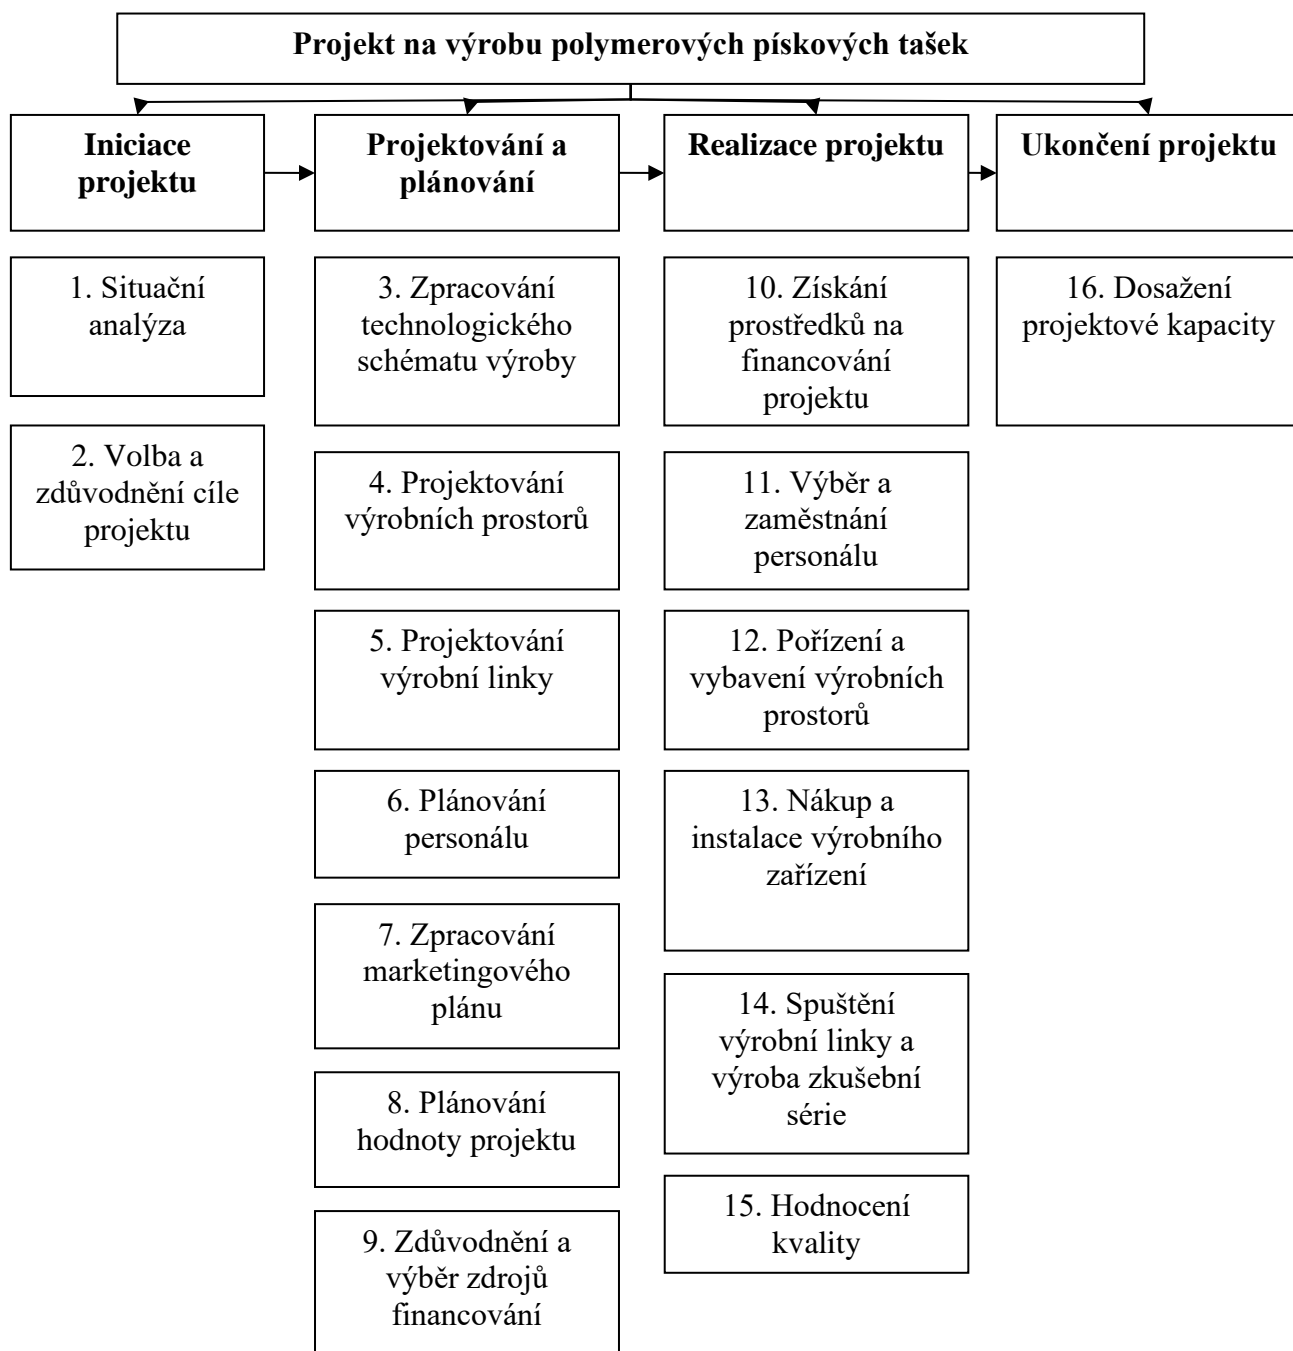 Projekt na výrobu polymerových pískových tašek
Iniciace
projektu
Projektování a
plánování
Realizace projektu
Ukončení projektu
1. Situační
analýza
2. Volba a
zdůvodnění cíle
projektu
3. Zpracování
technologického
schématu výroby
4. Projektování
výrobních prostorů
5. Projektování
výrobní linky
6. Plánování
personálu
7. Zpracování
marketingového
plánu
8. Plánování
hodnoty projektu
9. Zdůvodnění a
výběr zdrojů
financování
10. Získání
prostředků na
financování
projektu
11. Výběr a
zaměstnání
personálu
12. Pořízení a
vybavení výrobních
prostorů
13. Nákup a
instalace výrobního
zařízení
14. Spuštění
výrobní linky a
výroba zkušební
série
15. Hodnocení
kvality
16. Dosažení
projektové kapacity